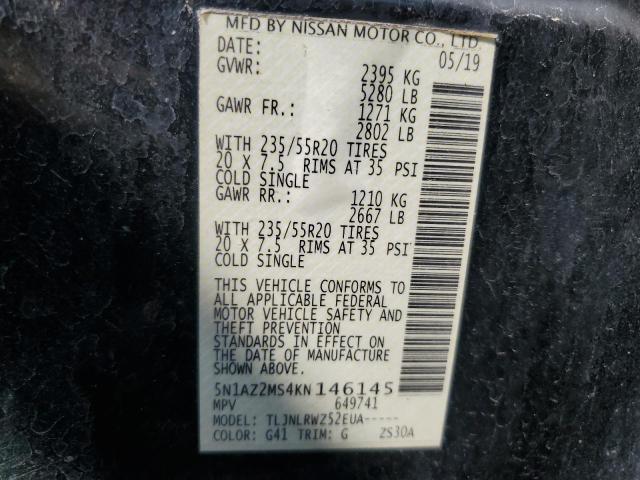 MFD BY NISSAN MOTOR CO., LTD.
DATE: 05/19
GVWR: 2395 KG
5280 LB
GAWR FR.: 1271 KG
2802 LB
WITH 235/55R20 TIRES
20 X 7.5 RIMS AT 35 PSI
COLD SINGLE
GAWR RR.: 1210 KG
2667 LB
WITH 235/55R20 TIRES
20 X 7.5 RIMS AT 35 PSI
COLD SINGLE
THIS VEHICLE CONFORMS TO
ALL APPLICABLE FEDERAL
MOTOR VEHICLE SAFETY AND
THEFT PREVENTION
STANDARDS IN EFFECT ON
THE DATE OF MANUFACTURE
SHOWN ABOVE.
5N1AZ2MS4KN146145
MPV 649741
MODEL: TLJNLRWZ52EUA-----
COLOR: G41 TRIM: G ZS30A